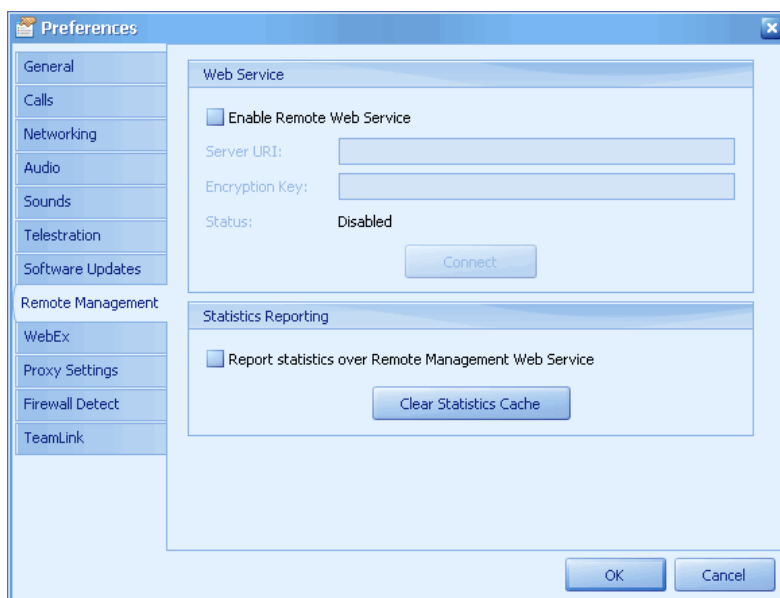 Preferences
General
Calls
Networking
Audio
Sounds
Telestration
Software Updates
Remote Management
WebEx
Proxy Settings
Firewall Detect
TeamLink
Web Service
Enable Remote Web Service
Server URI:
Encryption Key:
Status: Disabled
Connect
Statistics Reporting
Report statistics over Remote Management Web Service
Clear Statistics Cache
OK Cancel